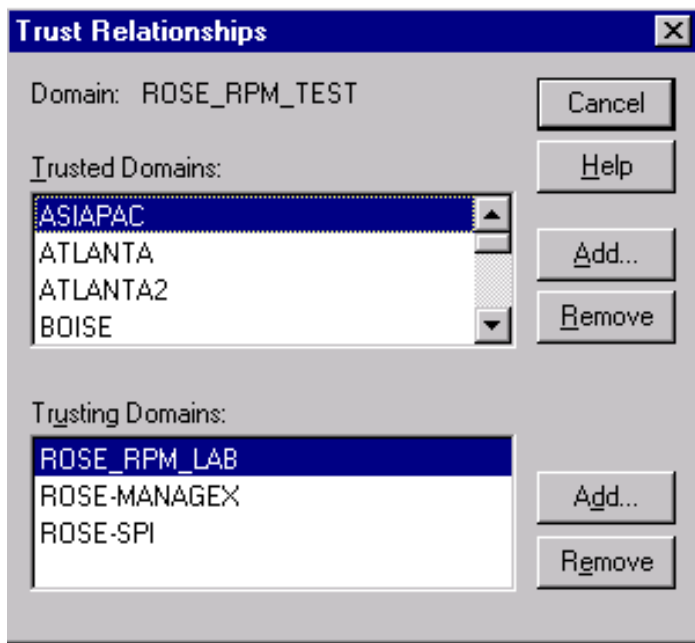 Trust Relationships
Domain: ROSE_RPM_TEST
Cancel
Help
Trusted Domains:
ASIAPAC
ATLANTA
ATLANTA2
BOISE
Add...
Remove
Trusting Domains:
ROSE_RPM_LAB
ROSE-MANAGEX
ROSE-SPI
Add...
Remove